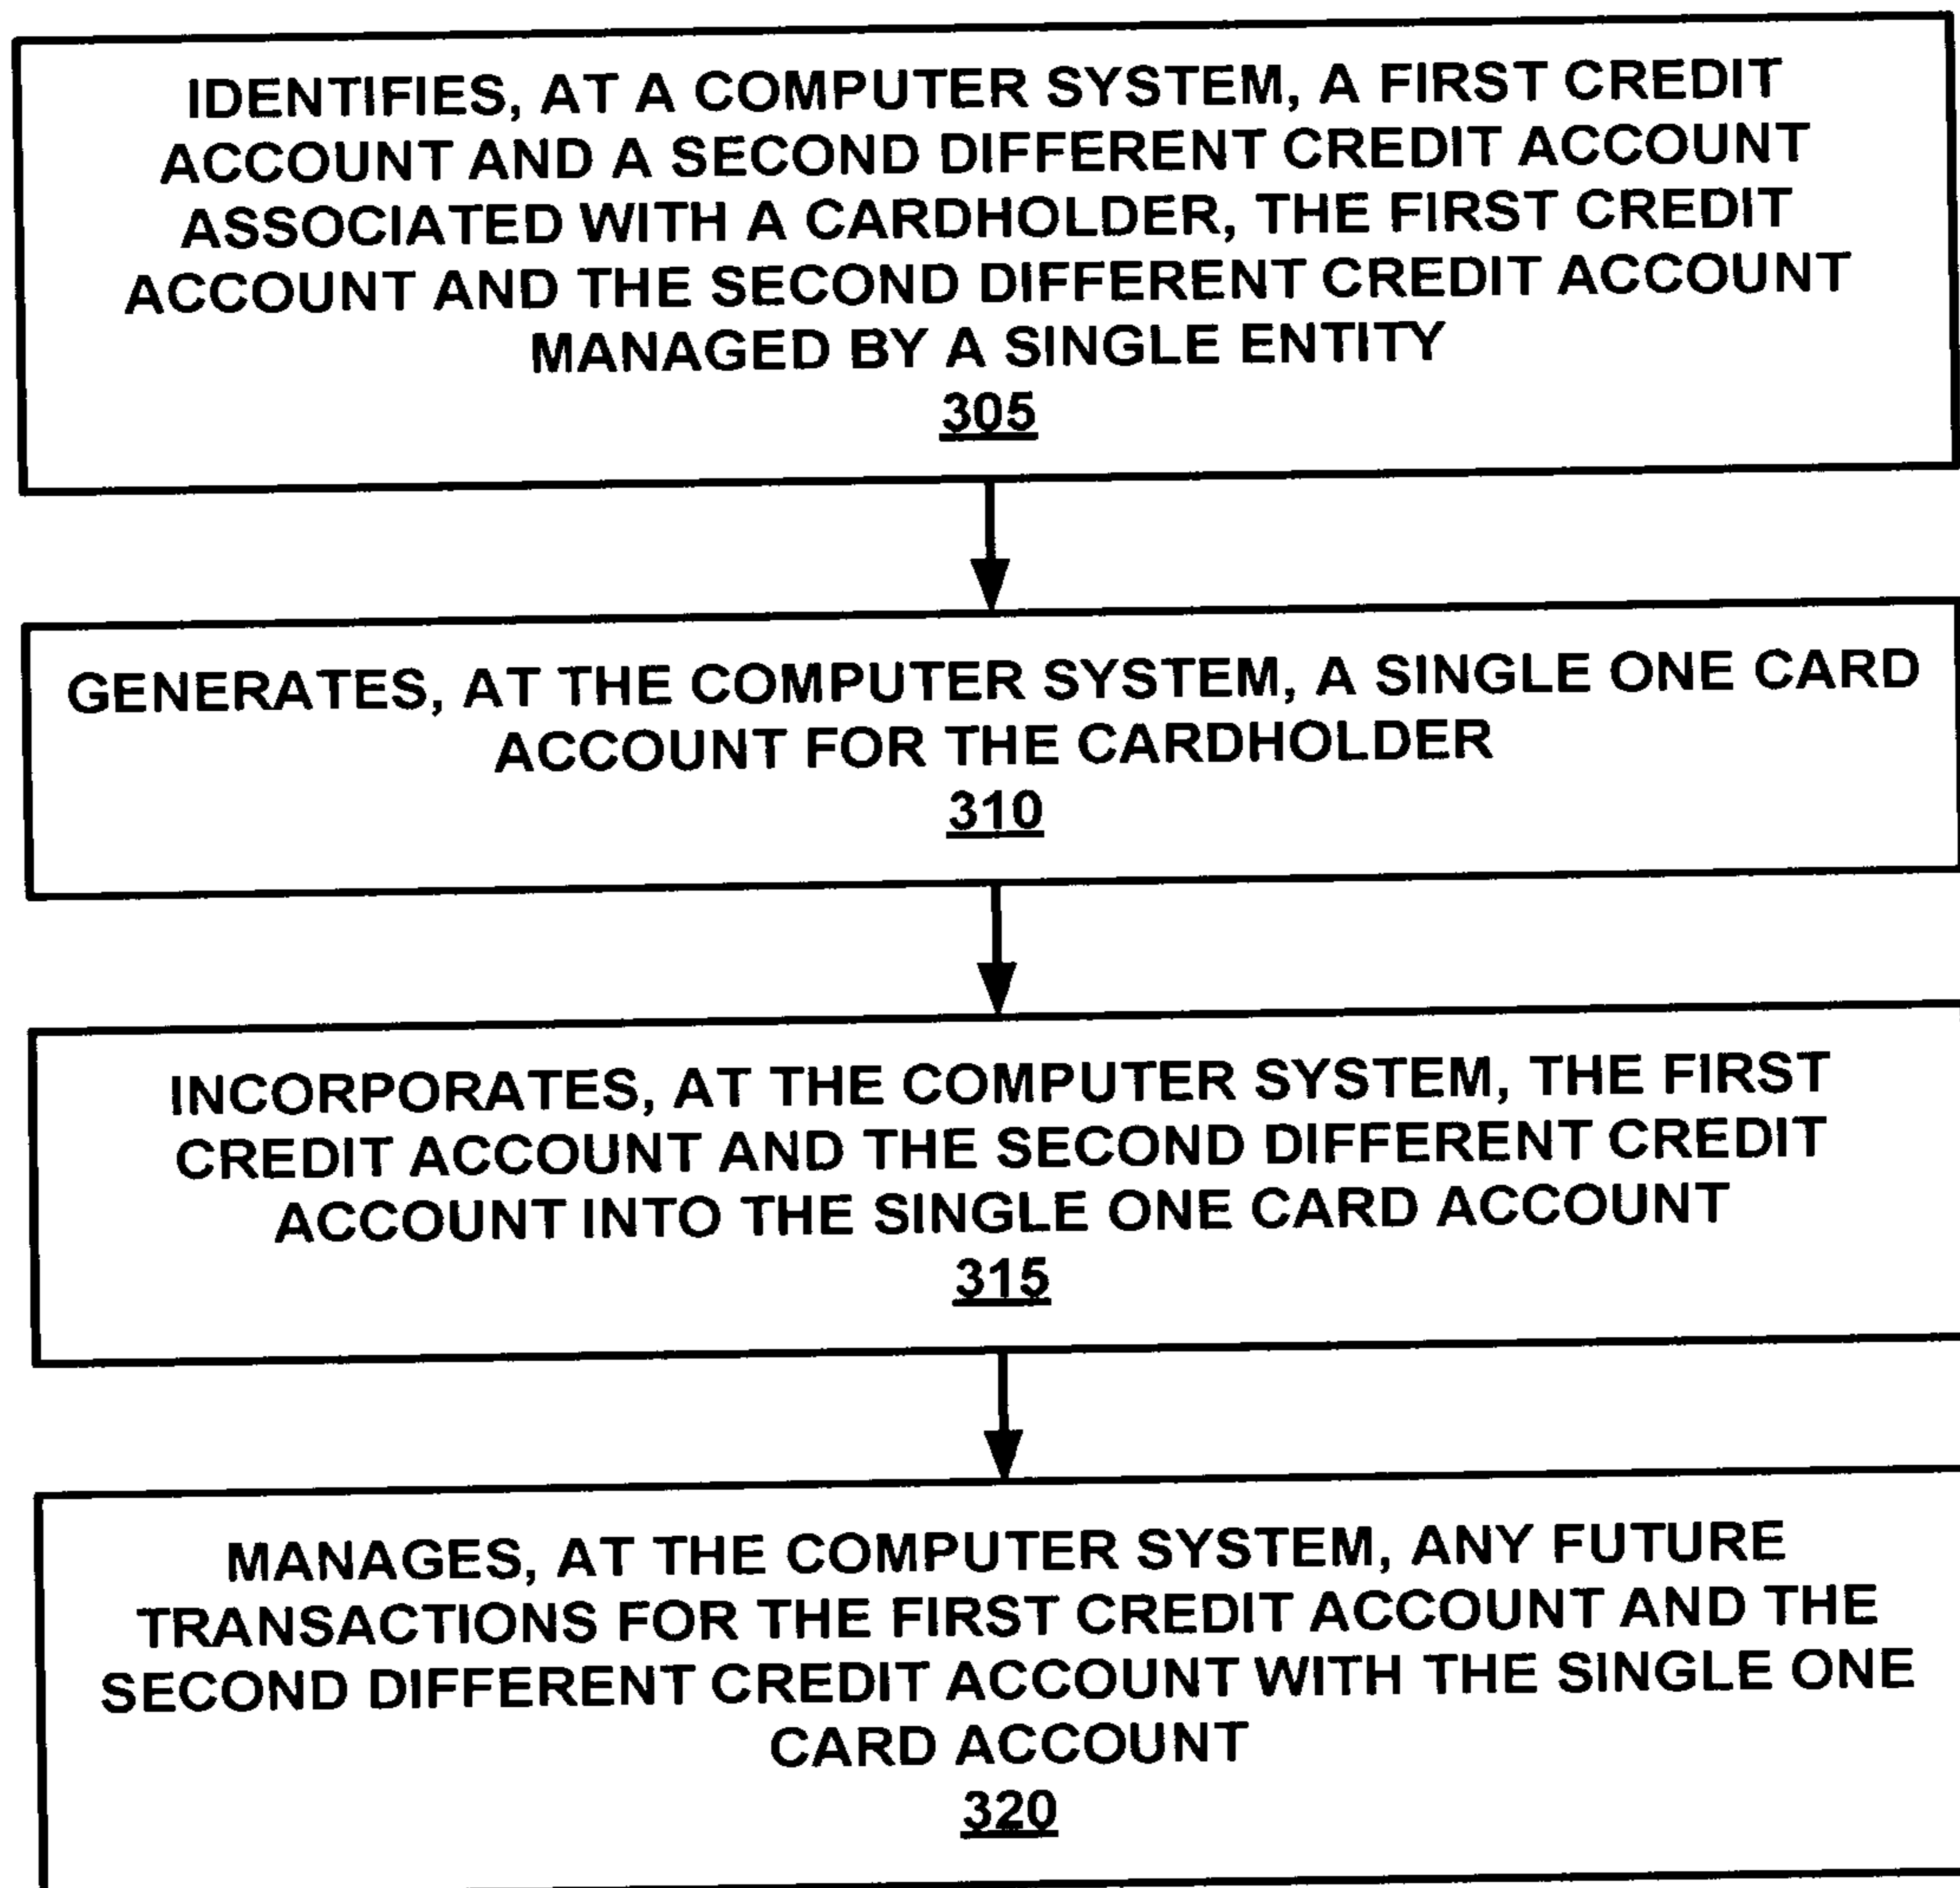 IDENTIFIES, AT A COMPUTER SYSTEM, A FIRST CREDIT
ACCOUNT AND A SECOND DIFFERENT CREDIT ACCOUNT
ASSOCIATED WITH A CARDHOLDER, THE FIRST CREDIT
ACCOUNT AND THE SECOND DIFFERENT CREDIT ACCOUNT
MANAGED BY A SINGLE ENTITY
305
GENERATES, AT THE COMPUTER SYSTEM, A SINGLE ONE CARD
ACCOUNT FOR THE CARDHOLDER
310
INCORPORATES, AT THE COMPUTER SYSTEM, THE FIRST
CREDIT ACCOUNT AND THE SECOND DIFFERENT CREDIT
ACCOUNT INTO THE SINGLE ONE CARD ACCOUNT
315
MANAGES, AT THE COMPUTER SYSTEM, ANY FUTURE
TRANSACTIONS FOR THE FIRST CREDIT ACCOUNT AND THE
SECOND DIFFERENT CREDIT ACCOUNT WITH THE SINGLE ONE
CARD ACCOUNT
320